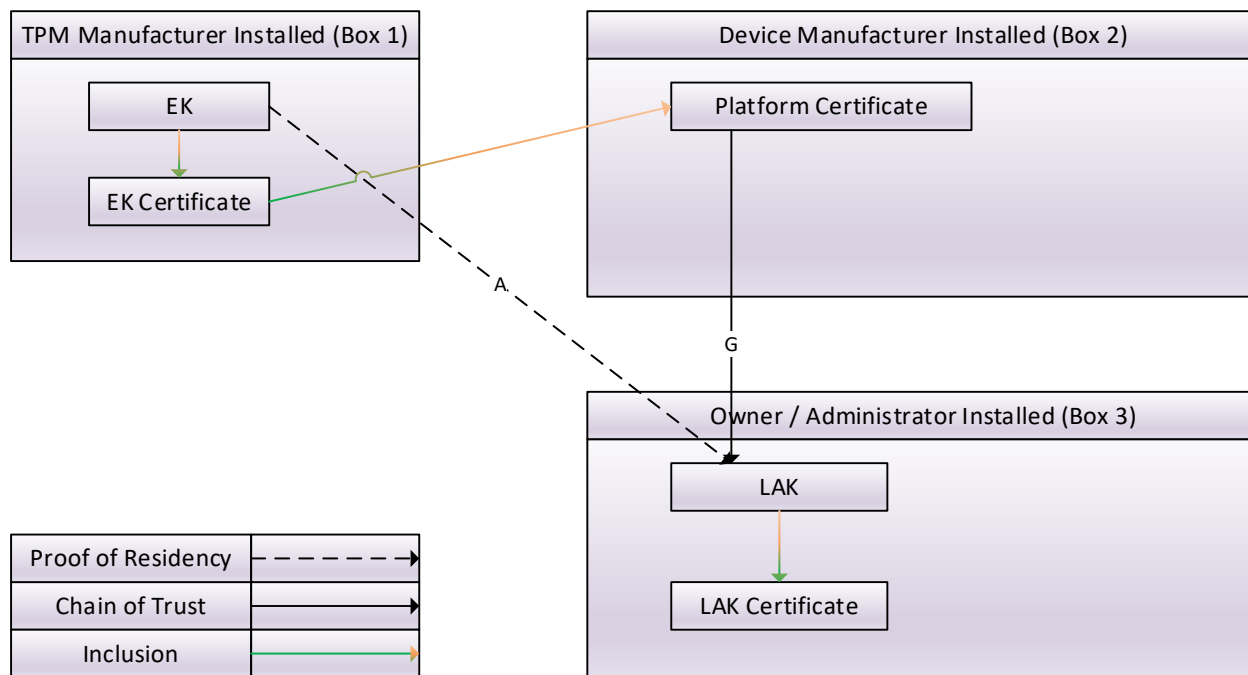 TPM Manufacturer Installed (Box 1)
EK
EK Certificate
Device Manufacturer Installed (Box 2)
Platform Certificate
A.
G
Owner / Administrator Installed (Box 3)
LAK
LAK Certificate
Proof of Residency
Chain of Trust
Inclusion